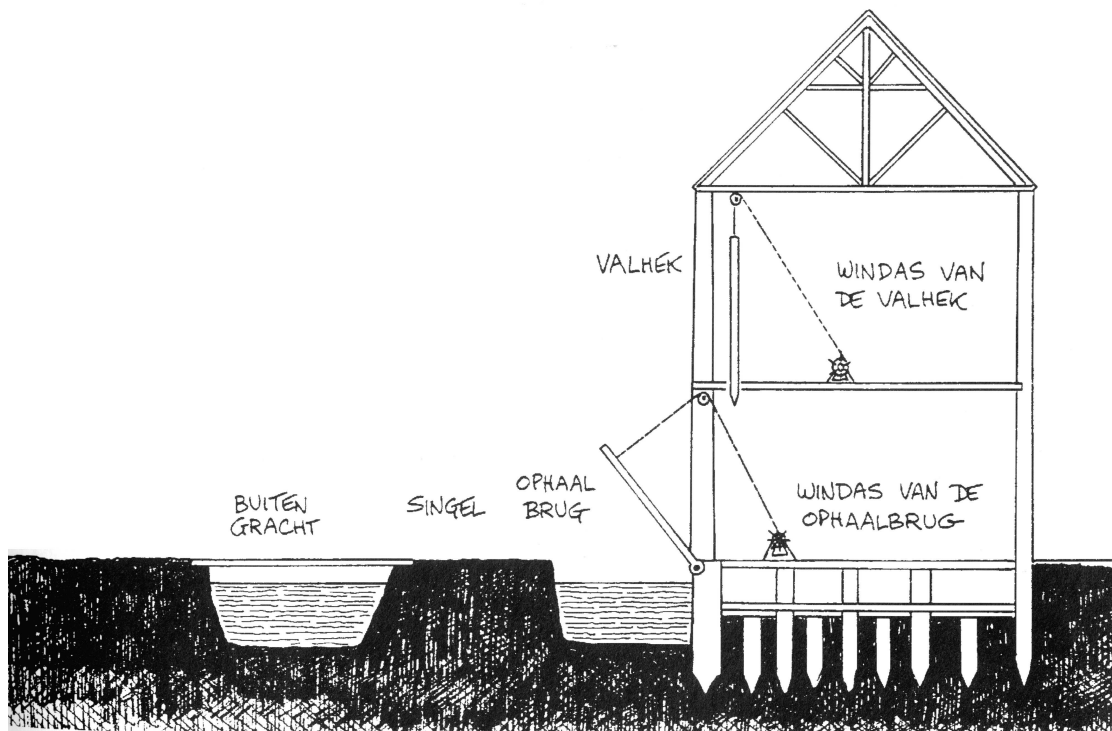 VALHEK
WINDAS VAN
DE VALHEK
BUITEN
GRACHT
SINGEL
OPHAAL
BRUG
WINDAS VAN DE
OPHAALBRUG